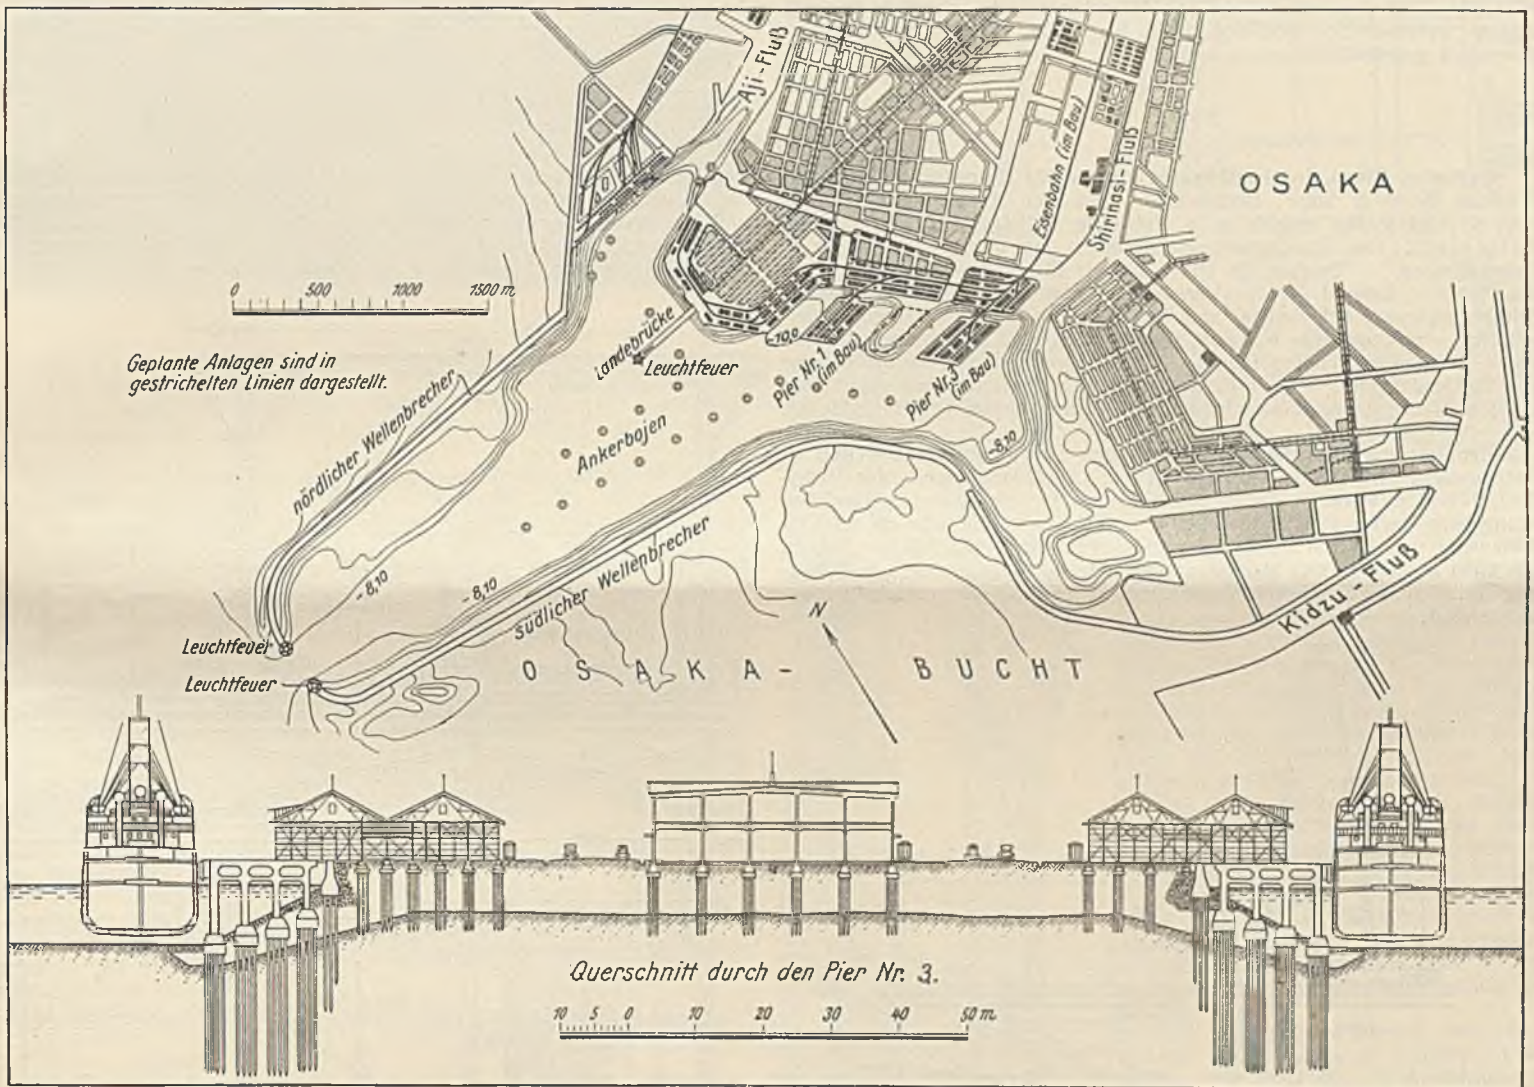 Aji-Fluß
Eisenbahn (im Bau)
Shirinasi-Fluß
OSAKA
0 500 1000 1500 m
Geplante Anlagen sind in
gestrichelten Linien dargestellt.
Landebrücke
Leuchtfeuer
-10,0
Pier Nr. 1
(im Bau)
Pier Nr. 3
(im Bau)
nördlicher Wellenbrecher
Ankerbojen
-8,10
-8,10
-8,10
südlicher Wellenbrecher
N
Kidzu-Fluß
Leuchtfeuer
Leuchtfeuer
OSAKA-BUCHT
Querschnitt durch den Pier Nr. 3.
10 5 0 10 20 30 40 50 m